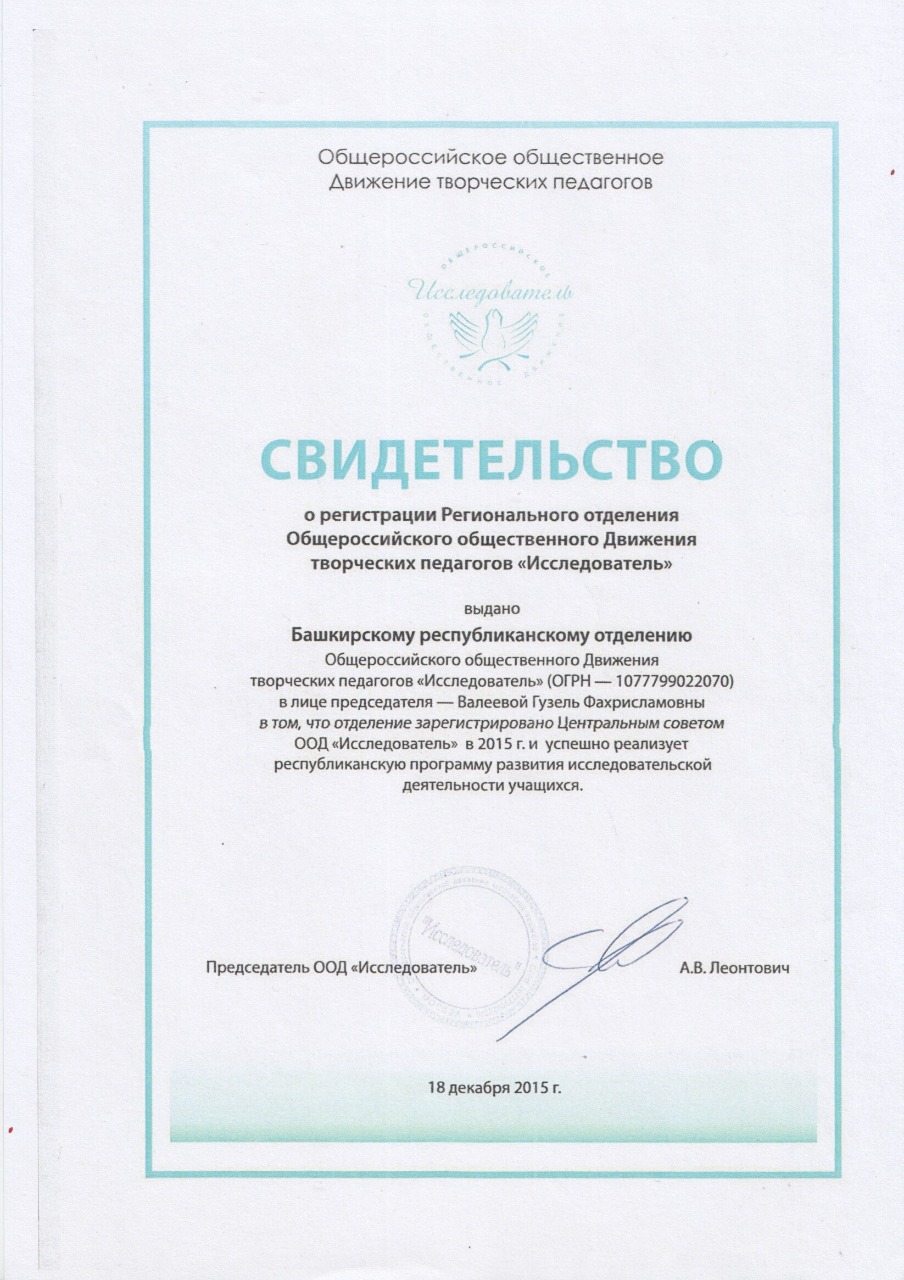 Общероссийское общественное
Движение творческих педагогов
ОБЩЕРОССИЙСКОЕ
Исследователь
ОБЩЕСТВЕННОЕ ДВИЖЕНИЕ
СВИДЕТЕЛЬСТВО
о регистрации Регионального отделения
Общероссийского общественного Движения
творческих педагогов «Исследователь»
выдано
Башкирскому республиканскому отделению
Общероссийского общественного Движения
творческих педагогов «Исследователь» (ОГРН — 1077799022070)
в лице председателя — Валеевой Гузель Фахрисламовны
в том, что отделение зарегистрировано Центральным советом
ООД «Исследователь» в 2015 г. и успешно реализует
республиканскую программу развития исследовательской
деятельности учащихся.
"Исследователь"
Председатель ООД «Исследователь» А.В. Леонтович
18 декабря 2015 г.